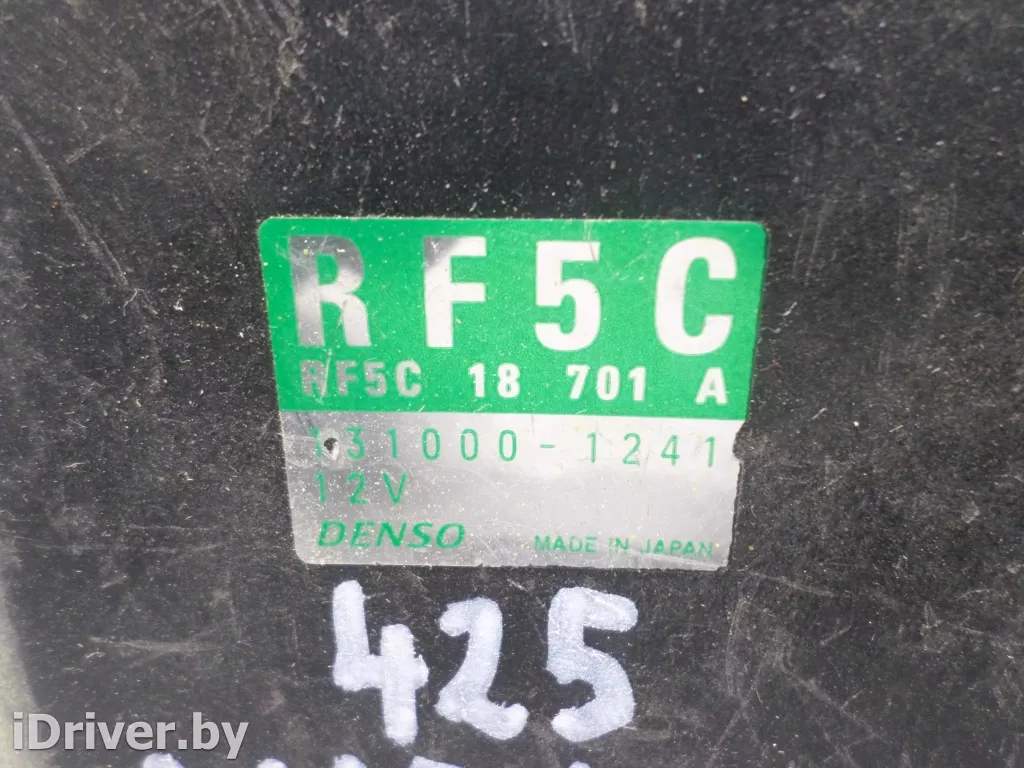 RF5C
RF5C 18 701 A
131000-1241
12V
DENSO
MADE IN JAPAN
425
iDriver.by